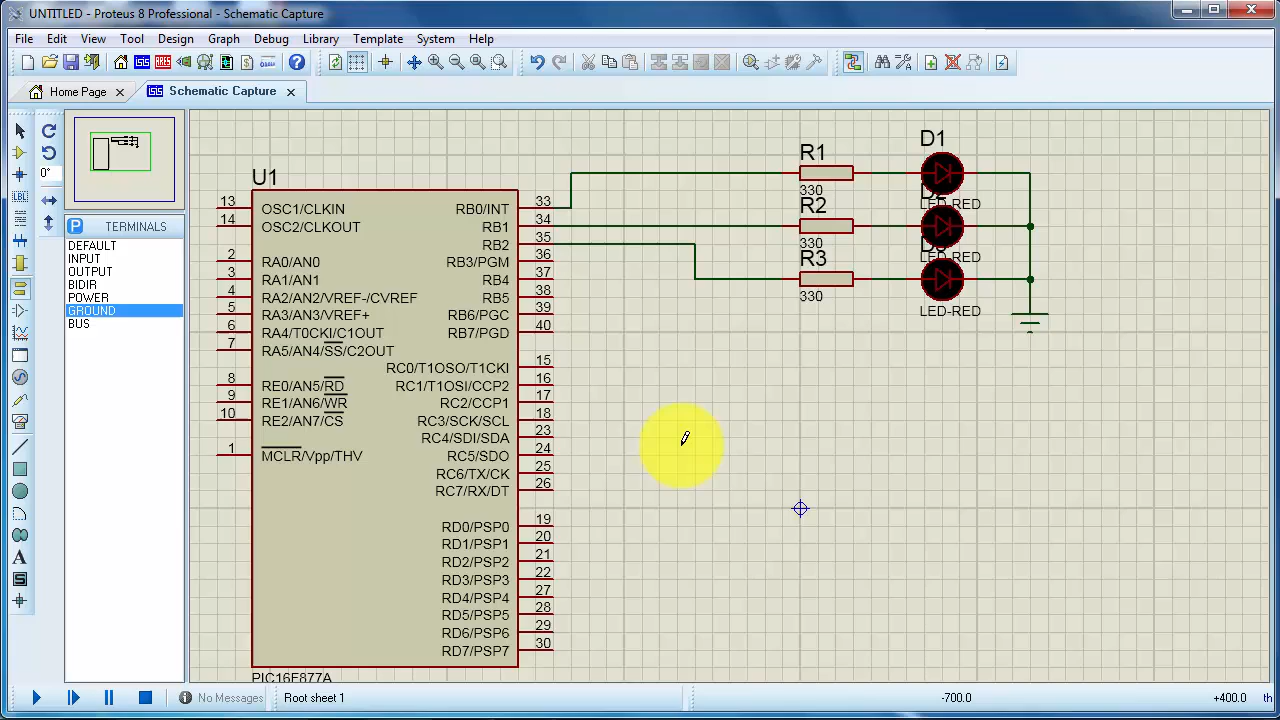 UNTITLED - Proteus 8 Professional - Schematic Capture
File Edit View Tool Design Graph Debug Library Template System Help
Home Page
Schematic Capture
0°
LBL
A
P TERMINALS
DEFAULT
INPUT
OUTPUT
BIDIR
POWER
GROUND
BUS
U1
13 OSC1/CLKIN
14 OSC2/CLKOUT
2 RA0/AN0
3 RA1/AN1
4 RA2/AN2/VREF-/CVREF
5 RA3/AN3/VREF+
6 RA4/T0CKI/C1OUT
7 RA5/AN4/SS/C2OUT
8 RE0/AN5/RD
9 RE1/AN6/WR
10 RE2/AN7/CS
1 MCLR/Vpp/THV
RB0/INT 33
RB1 34
RB2 35
RB3/PGM 36
RB4 37
RB5 38
RB6/PGC 39
RB7/PGD 40
RC0/T1OSO/T1CKI 15
RC1/T1OSI/CCP2 16
RC2/CCP1 17
RC3/SCK/SCL 18
RC4/SDI/SDA 23
RC5/SDO 24
RC6/TX/CK 25
RC7/RX/DT 26
RD0/PSP0 19
RD1/PSP1 20
RD2/PSP2 21
RD3/PSP3 22
RD4/PSP4 27
RD5/PSP5 28
RD6/PSP6 29
RD7/PSP7 30
PIC16F877A
R1
330
R2
330
R3
330
D1
LED-RED
D2
LED-RED
D3
LED-RED
No Messages
Root sheet 1
-700.0
+400.0
th